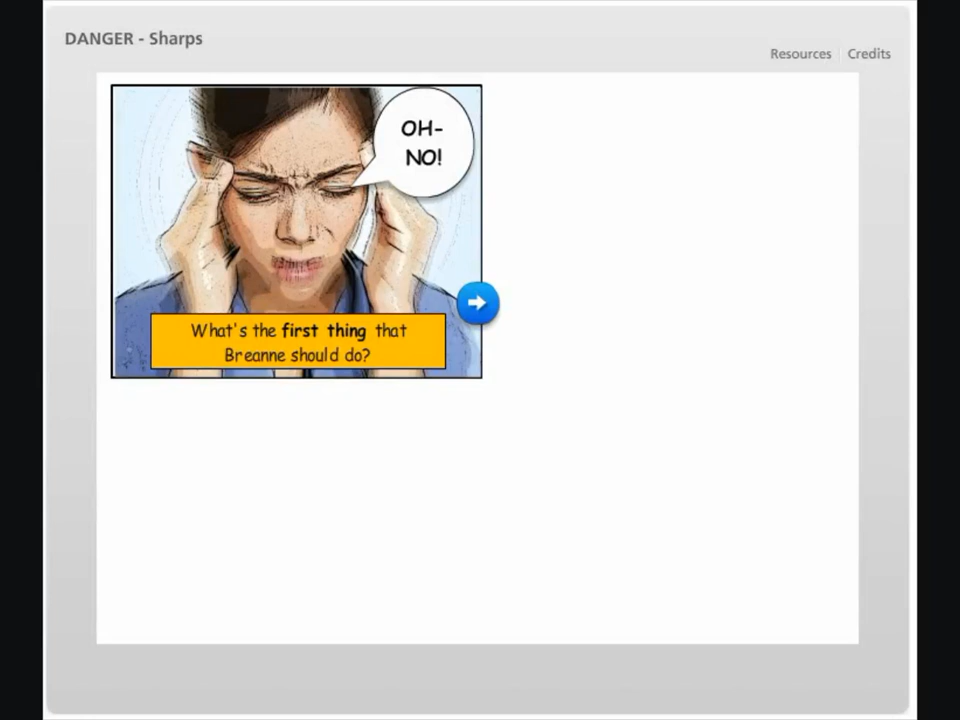 DANGER - Sharps
Resources
Credits
OH-
NO!
What's the first thing that
Breanne should do?